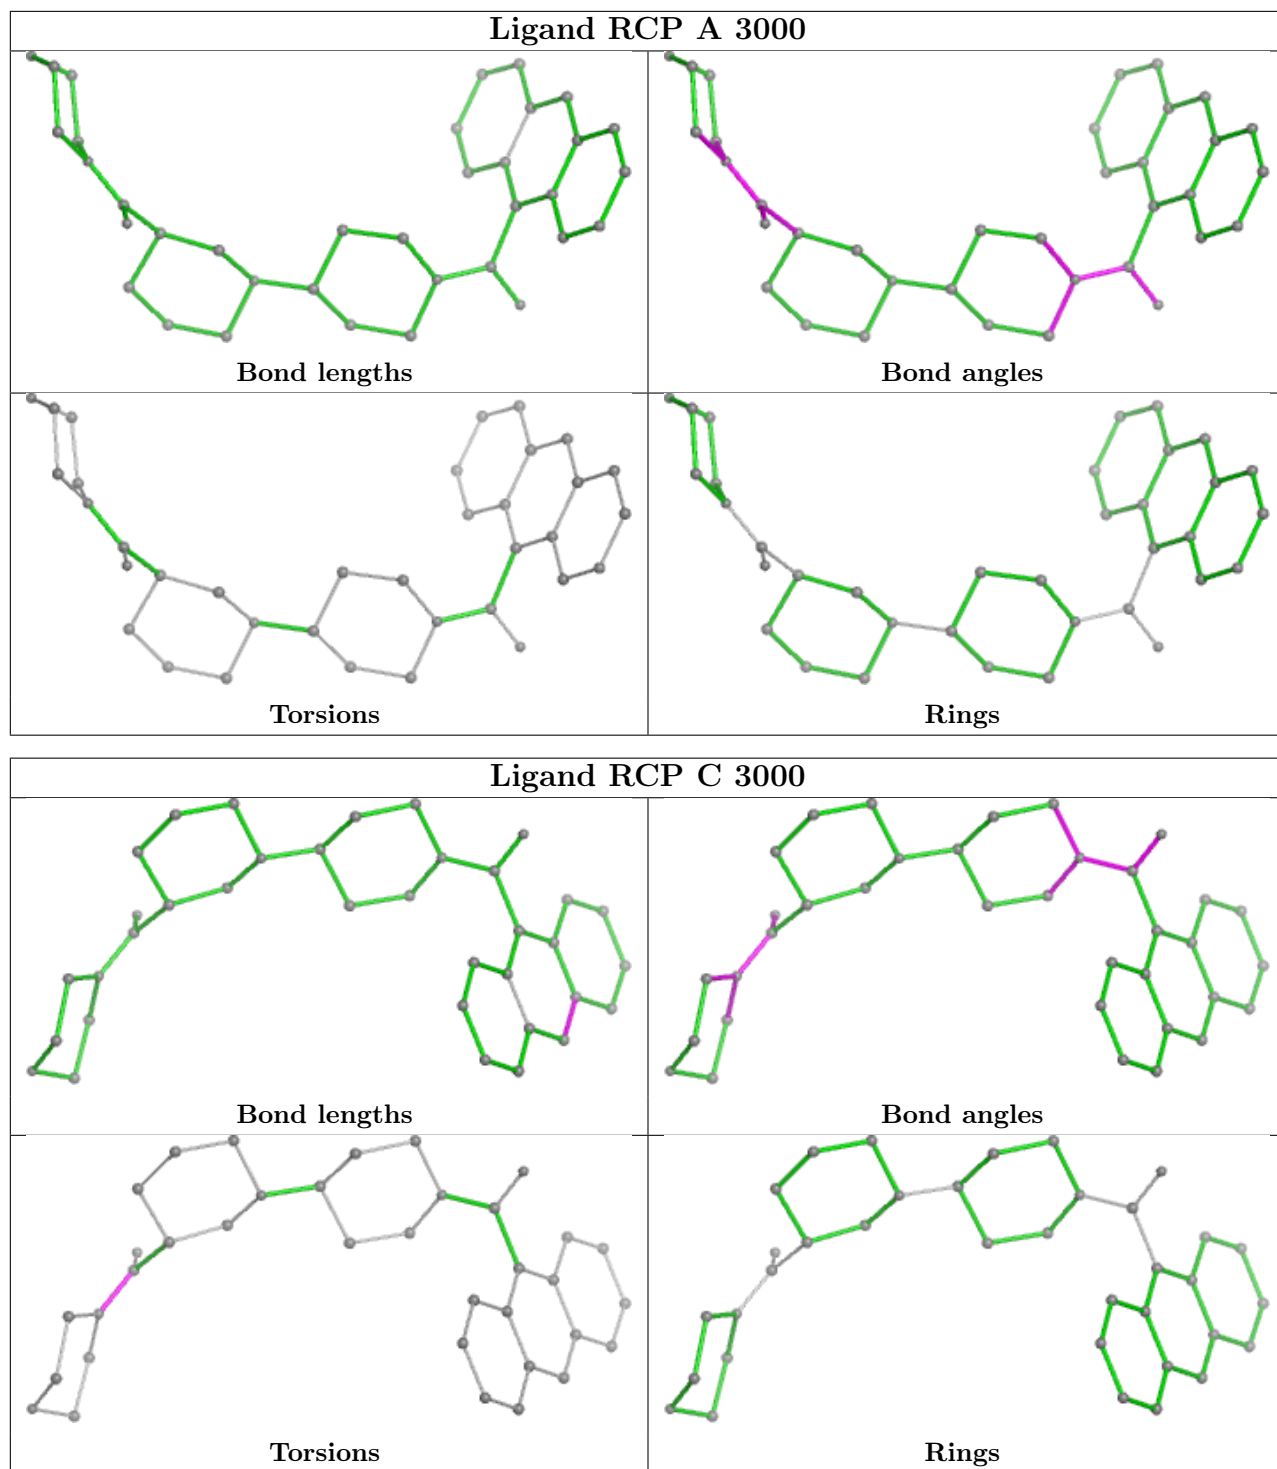 Ligand RCP A 3000
Bond lengths
Bond angles
Torsions
Rings
Ligand RCP C 3000
Bond lengths
Bond angles
Torsions
Rings